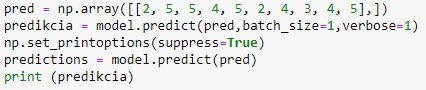 pred = np.array([[2, 5, 5, 4, 5, 2, 4, 3, 4, 5],])
predikcia = model.predict(pred,batch_size=1,verbose=1)
np.set_printoptions(suppress=True)
predictions = model.predict(pred)
print (predikcia)